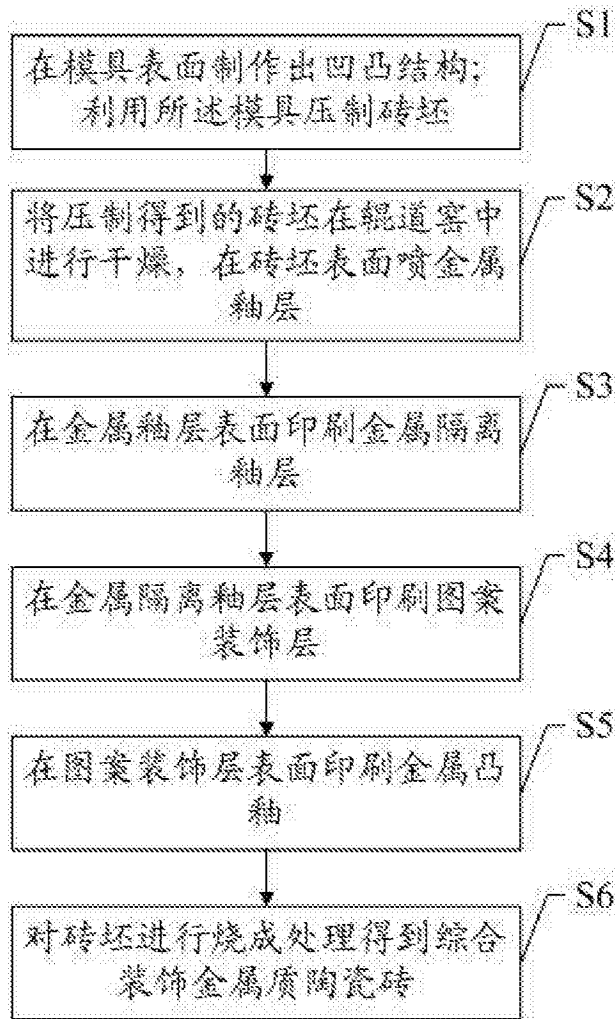 S1
在模具表面制作出凹凸结构;
利用所述模具压制砖坯
S2
将压制得到的砖坯在辊道窑中
进行干燥，在砖坯表面喷金属
釉层
S3
在金属釉层表面印刷金属隔离
釉层
S4
在金属隔离釉层表面印刷图案
装饰层
S5
在图案装饰层表面印刷金属凸
釉
S6
对砖坯进行烧成处理得到综合
装饰金属质陶瓷砖